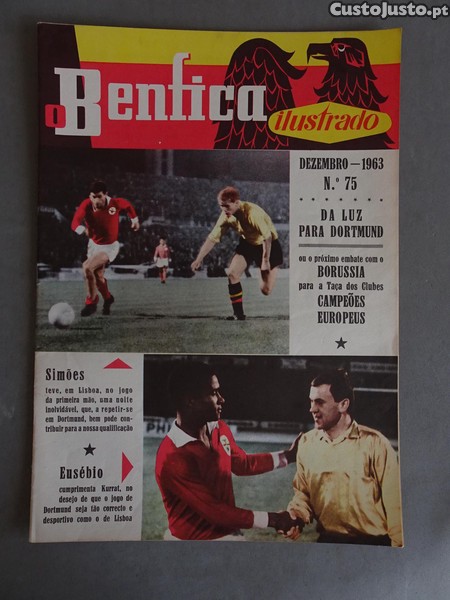 CustoJusto.pt
O Benfica
ilustrado
DEZEMBRO — 1963
N.º 75
DA LUZ
PARA DORTMUND
ou o próximo embate com o
BORUSSIA
para a Taça dos Clubes
CAMPEÕES
EUROPEUS
Simões
teve, em Lisboa, no jogo
da primeira mão, uma noite
inolvidável, que, a repetir-se
em Dortmund, bem pode con-
tribuir para a nossa qualificação
Eusébio
cumprimenta Kurrat, no
desejo de que o jogo de
Dortmund seja tão correcto e
desportivo como o de Lisboa